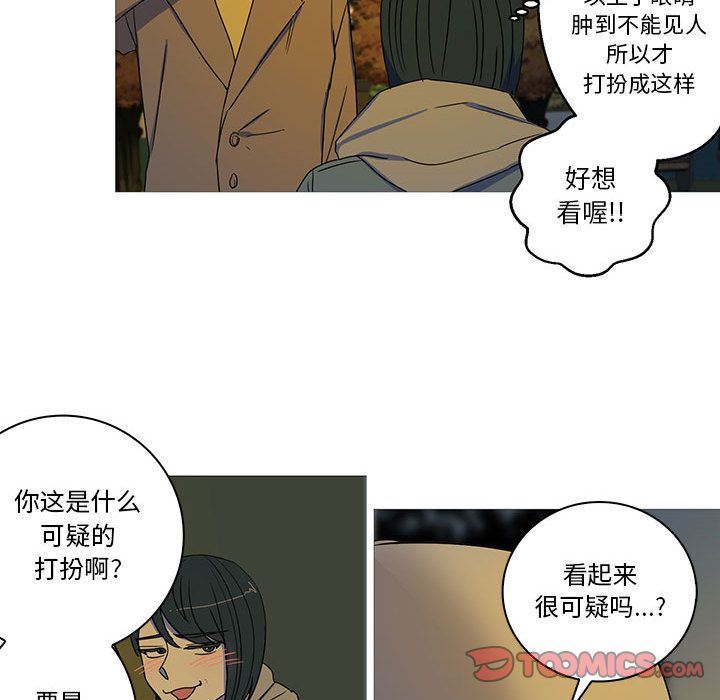 肿到不能见人
所以才
打扮成这样
好想
看喔!!
你这是什么
可疑的
打扮啊?
看起来
很可疑吗...?
TOOMICS.COM